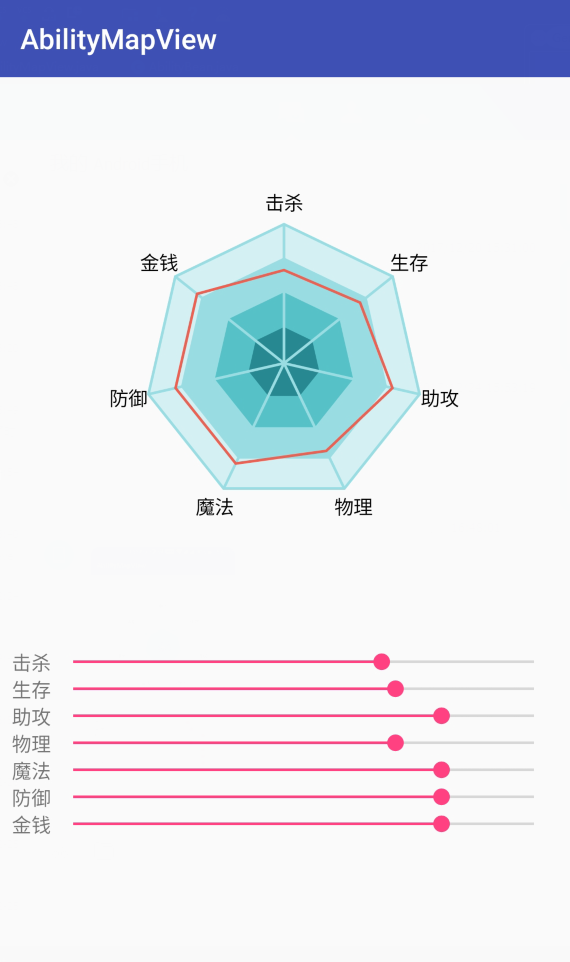 AbilityMapView
击杀
金钱
生存
防御
助攻
魔法
物理
击杀
生存
助攻
物理
魔法
防御
金钱